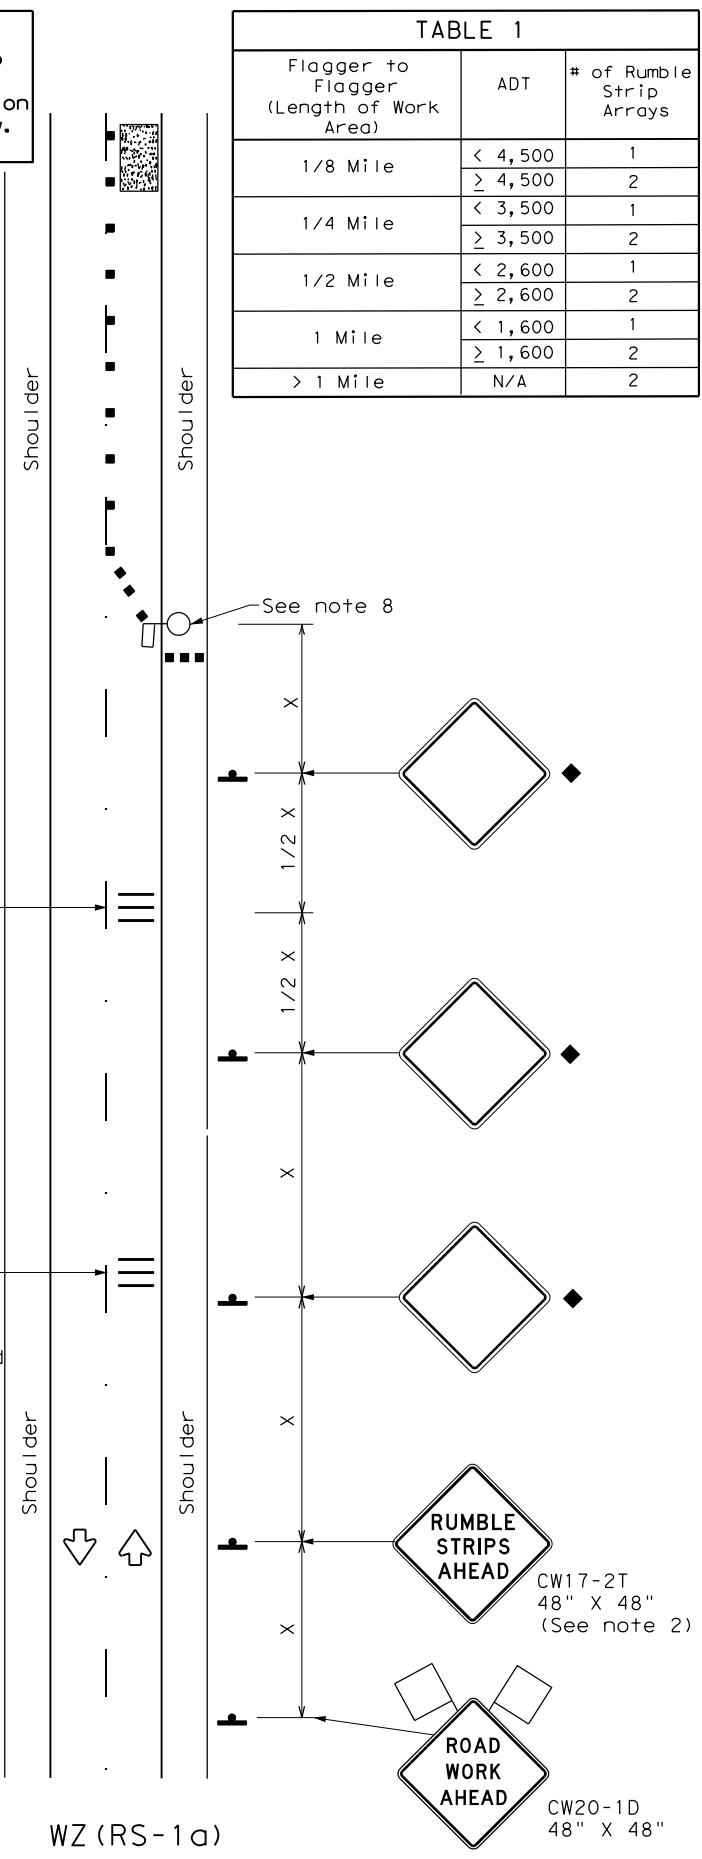 on
TABLE 1
Flagger to
Flagger
(Length of Work
Area)
ADT
# of Rumble
Strip
Arrays
1/8 Mile
< 4,500
1
≥ 4,500
2
1/4 Mile
< 3,500
1
≥ 3,500
2
1/2 Mile
< 2,600
1
≥ 2,600
2
1 Mile
< 1,600
1
≥ 1,600
2
> 1 Mile
N/A
2
Shoulder
Shoulder
See note 8
X
1/2 X
1/2 X
X
X
Shoulder
Shoulder
RUMBLE
STRIPS
AHEAD
CW17-2T
48" X 48"
(See note 2)
X
ROAD
WORK
AHEAD
CW20-1D
48" X 48"
WZ(RS-1a)